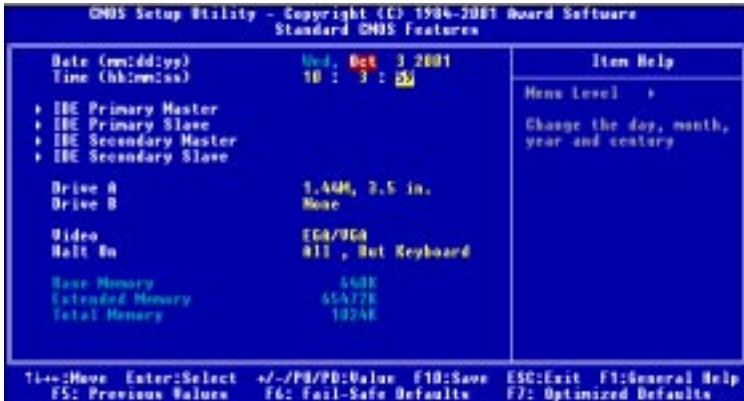 CMOS Setup Utility - Copyright (C) 1984-2001 Award Software
Standard CMOS Features
Date (mm:dd:yy) Wed, Oct 3 2001
Time (hh:mm:ss) 10 : 3 : 59
IDE Primary Master
IDE Primary Slave
IDE Secondary Master
IDE Secondary Slave
Drive A 1.44M, 3.5 in.
Drive B None
Video EGA/VGA
Halt On All , But Keyboard
Base Memory 640K
Extended Memory 65472K
Total Memory 1024K
Item Help
Menu Level
Change the day, month,
year and century
↑↓→←:Move Enter:Select +/-/PU/PD:Value F10:Save ESC:Exit F1:General Help
F5: Previous Values F6: Fail-Safe Defaults F7: Optimized Defaults